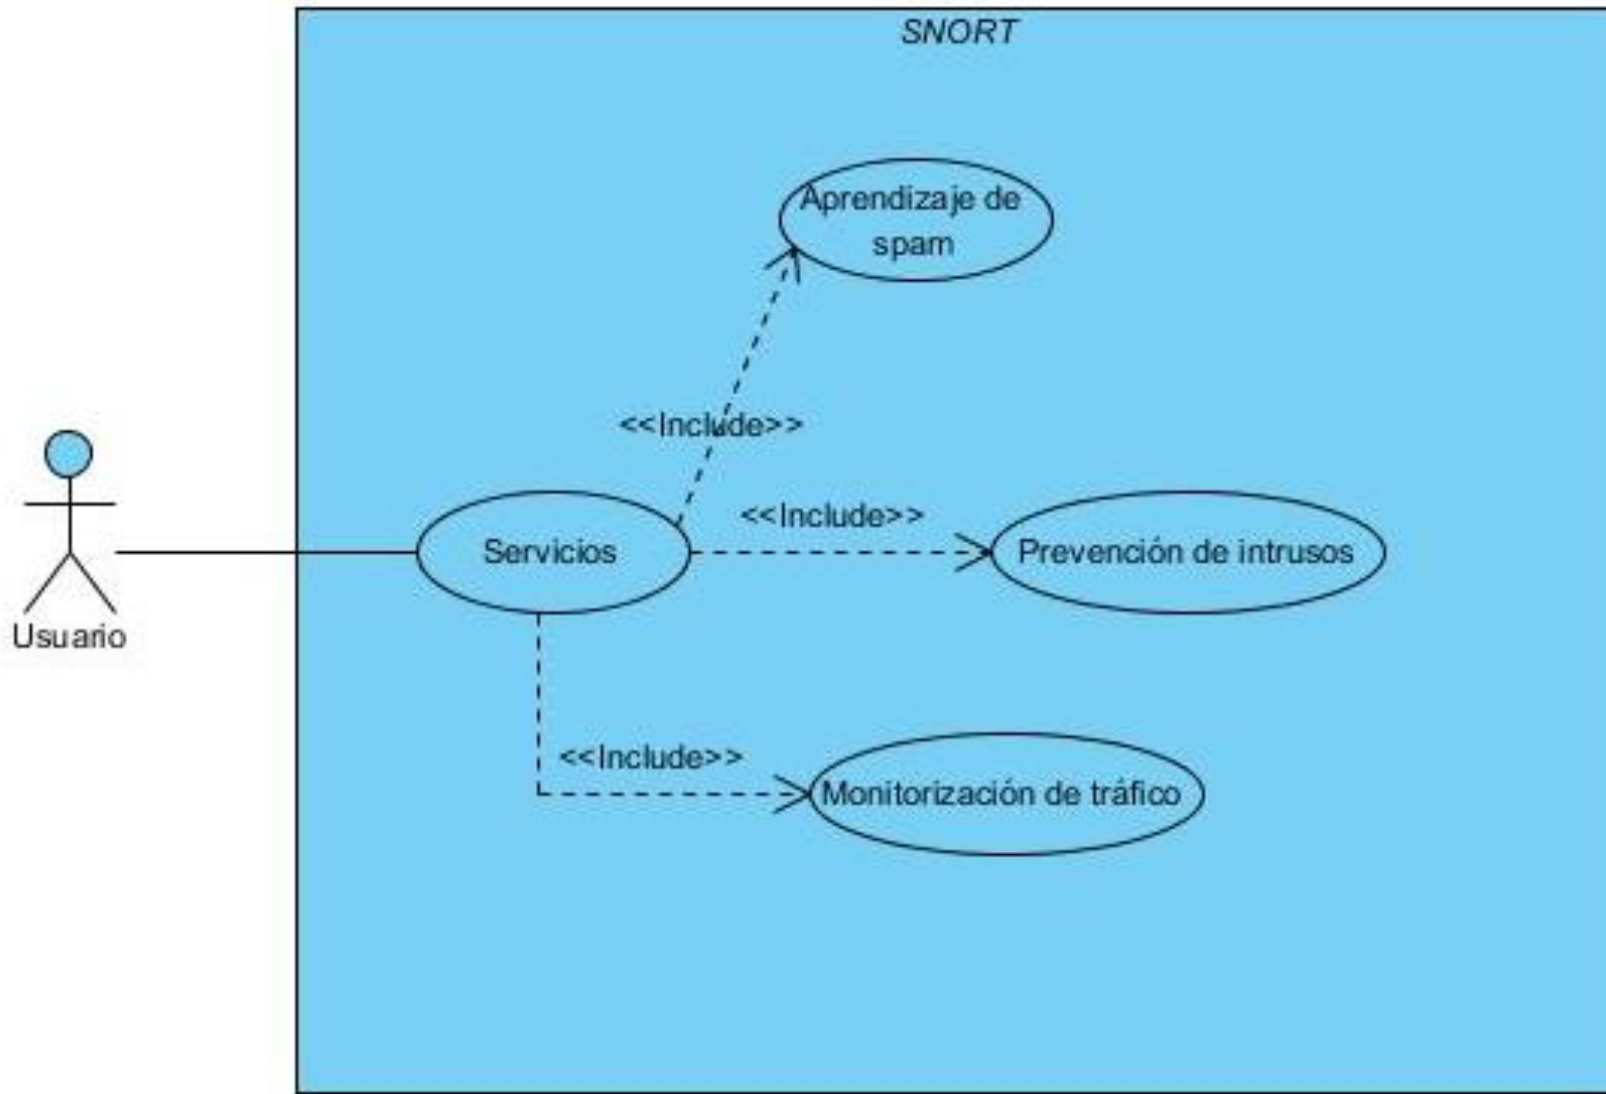 SNORT
Aprendizaje de
spam
<<Include>>
<<Include>>
Servicios
Prevención de intrusos
Usuario
<<Include>>
Monitorización de tráfico